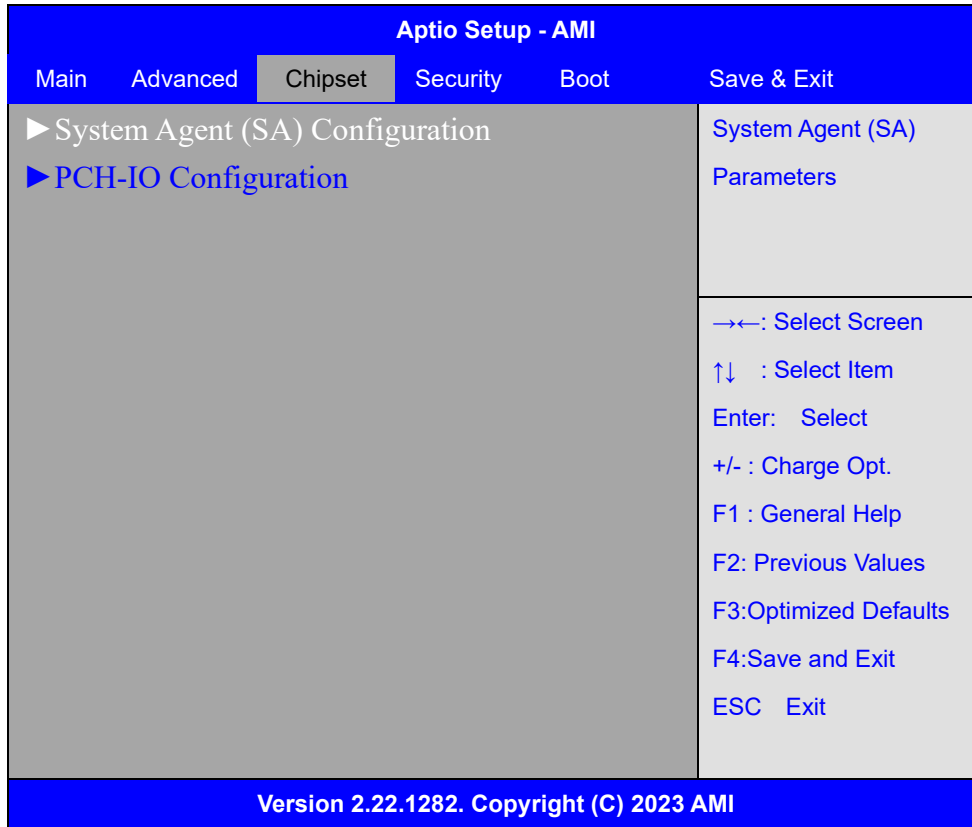 Aptio Setup - AMI
Main Advanced Chipset Security Boot Save & Exit
►System Agent (SA) Configuration
►PCH-IO Configuration
System Agent (SA)
Parameters
→←: Select Screen
↑↓ : Select Item
Enter: Select
+/- : Charge Opt.
F1 : General Help
F2: Previous Values
F3:Optimized Defaults
F4:Save and Exit
ESC Exit
Version 2.22.1282. Copyright (C) 2023 AMI